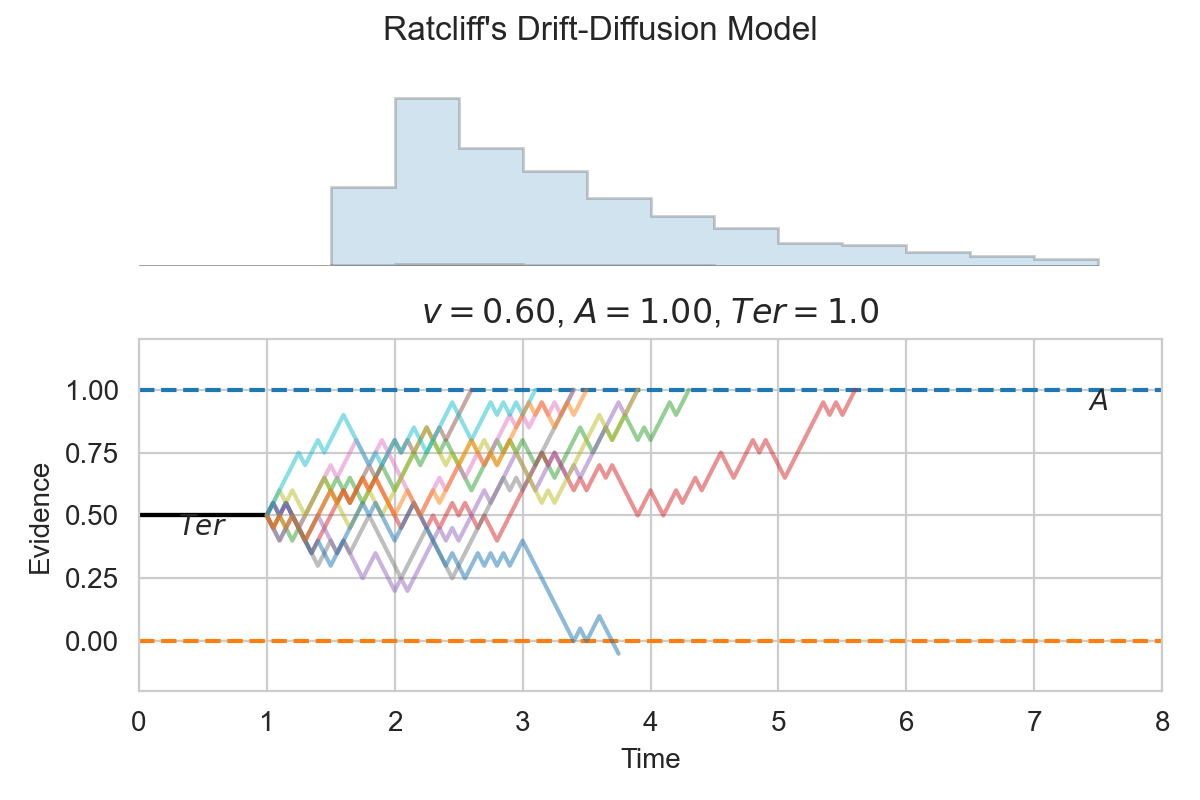 Ratcliff's Drift-Diffusion Model
v = 0.60, A = 1.00, Ter = 1.0
1.00
A
0.75
0.50
Ter
Evidence
0.25
0.00
0 1 2 3 4 5 6 7 8
Time